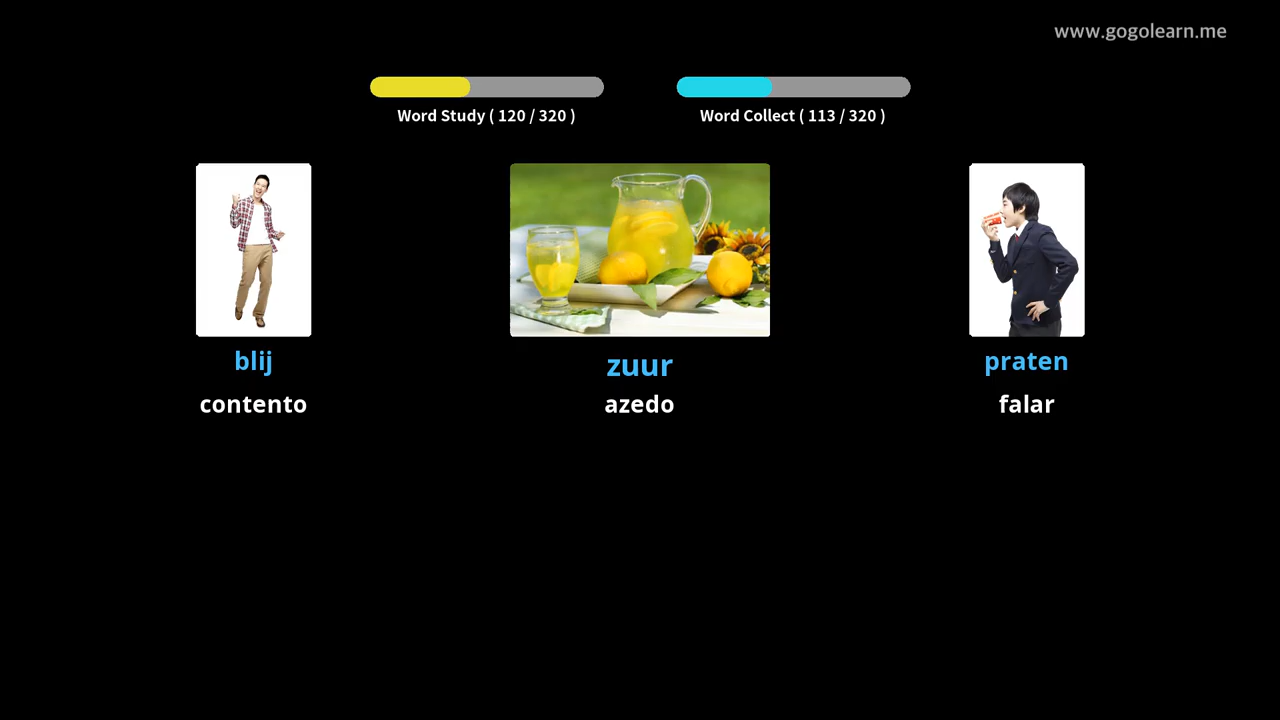 www.gogolearn.me
Word Study ( 120 / 320 )
Word Collect ( 113 / 320 )
blij
zuur
praten
contento
azedo
falar